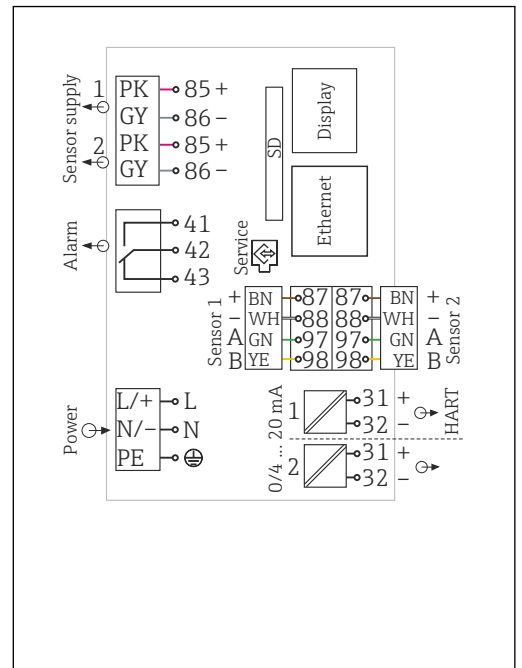 Sensor supply
1 PK 85 +
GY 86 –
2 PK 85 +
GY 86 –
Display
SD
Ethernet
Service
Alarm
41
42
43
Sensor 1
+ BN 87 87 BN +
– WH 88 88 WH –
A GN 97 97 GN A
B YE 98 98 YE B
Sensor 2
Power
L/+ L
N/– N
PE
0/4 ... 20 mA
1 31 +
32 –
HART
2 31 +
32 –